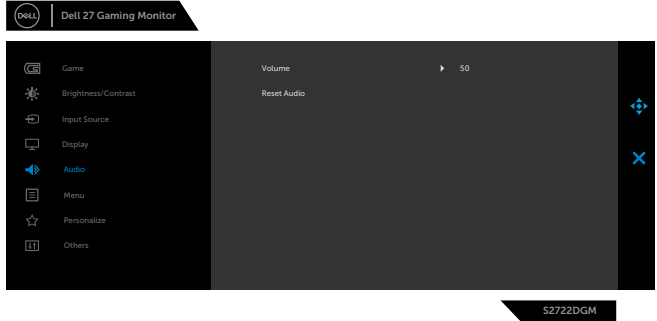 DELL Dell 27 Gaming Monitor
Game
Volume 50
Brightness/Contrast
Reset Audio
Input Source
Display
Audio
Menu
Personalize
Others
S2722DGM